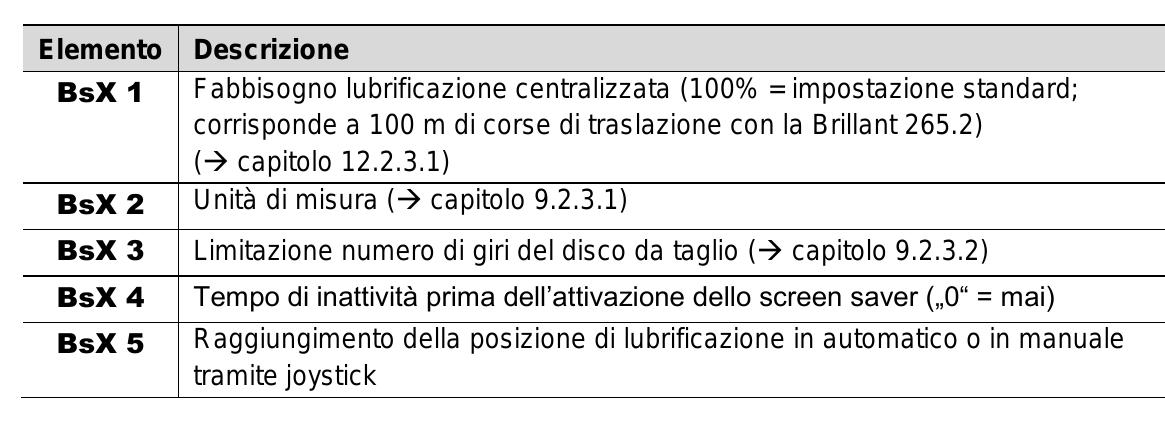 Elemento Descrizione
BsX 1 Fabbisogno lubrificazione centralizzata (100% = impostazione standard;
corrisponde a 100 m di corse di traslazione con la Brillant 265.2)
(→ capitolo 12.2.3.1)
BsX 2 Unità di misura (→ capitolo 9.2.3.1)
BsX 3 Limitazione numero di giri del disco da taglio (→ capitolo 9.2.3.2)
BsX 4 Tempo di inattività prima dell’attivazione dello screen saver („0“ = mai)
BsX 5 Raggiungimento della posizione di lubrificazione in automatico o in manuale
tramite joystick